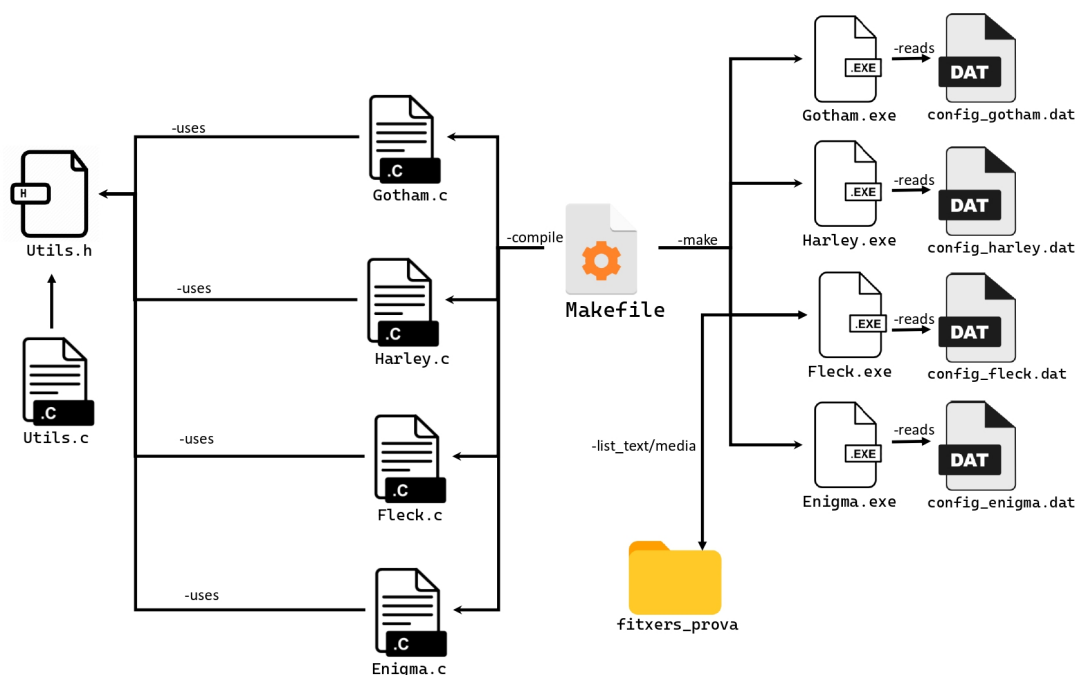 .EXE
-reads
DAT
Gotham.exe
config_gotham.dat
-uses
.C
Gotham.c
H
Utils.h
.EXE
-reads
DAT
Harley.exe
config_harley.dat
-compile
-make
Makefile
-uses
.C
Harley.c
.EXE
-reads
DAT
Fleck.exe
config_fleck.dat
.C
Utils.c
-uses
.C
Fleck.c
-list_text/media
.EXE
-reads
DAT
Enigma.exe
config_enigma.dat
-uses
.C
Enigma.c
fitxers_prova